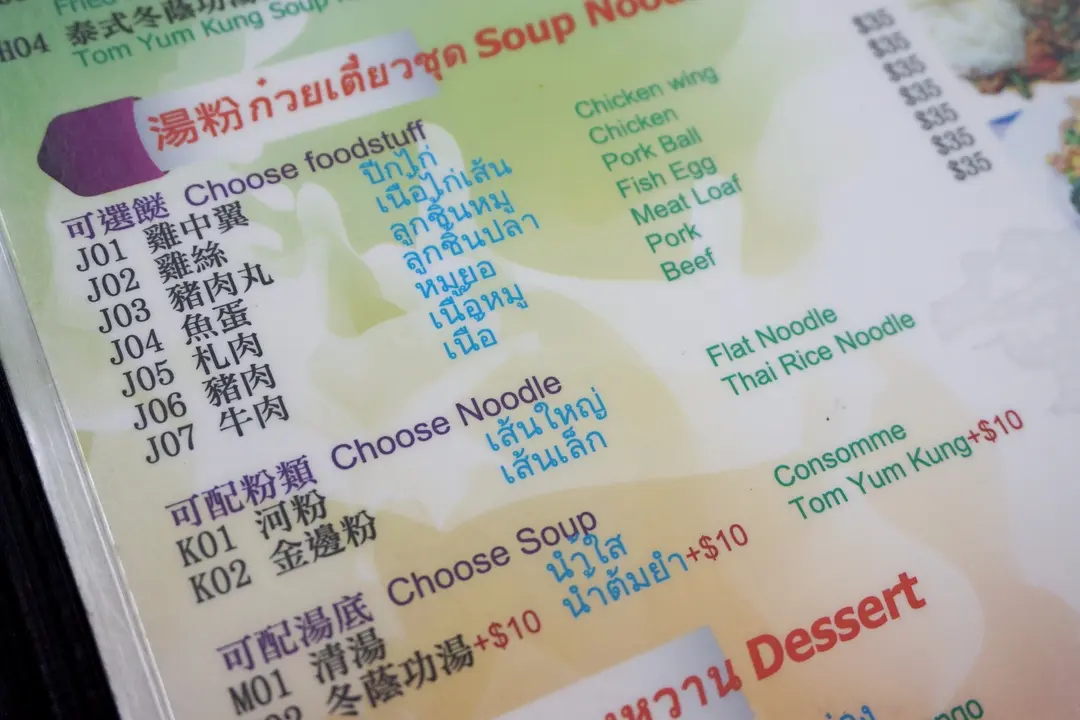 Fried
H04 泰式冬蔭功湯
Tom Yum Kung Soup
湯粉 ก๋วยเตี๋ยวชุด Soup
可選餸 Choose foodstuff
J01 雞中翼 ปีกไก่ Chicken wing $35
J02 雞絲 เนื้อไก่เส้น Chicken $35
J03 豬肉丸 ลูกชิ้นหมู Pork Ball $35
J04 魚蛋 ลูกชิ้นปลา Fish Egg $35
J05 札肉 หมูยอ Meat Loaf $35
J06 豬肉 เนื้อหมู Pork $35
J07 牛肉 เนื้อ Beef $35
可配粉類 Choose Noodle
K01 河粉 เส้นใหญ่ Flat Noodle
K02 金邊粉 เส้นเล็ก Thai Rice Noodle
可配湯底 Choose Soup
M01 清湯 น้ำใส Consomme
冬蔭功湯+$10 น้ำต้มยำ+$10 Tom Yum Kung+$10
หวาน Dessert